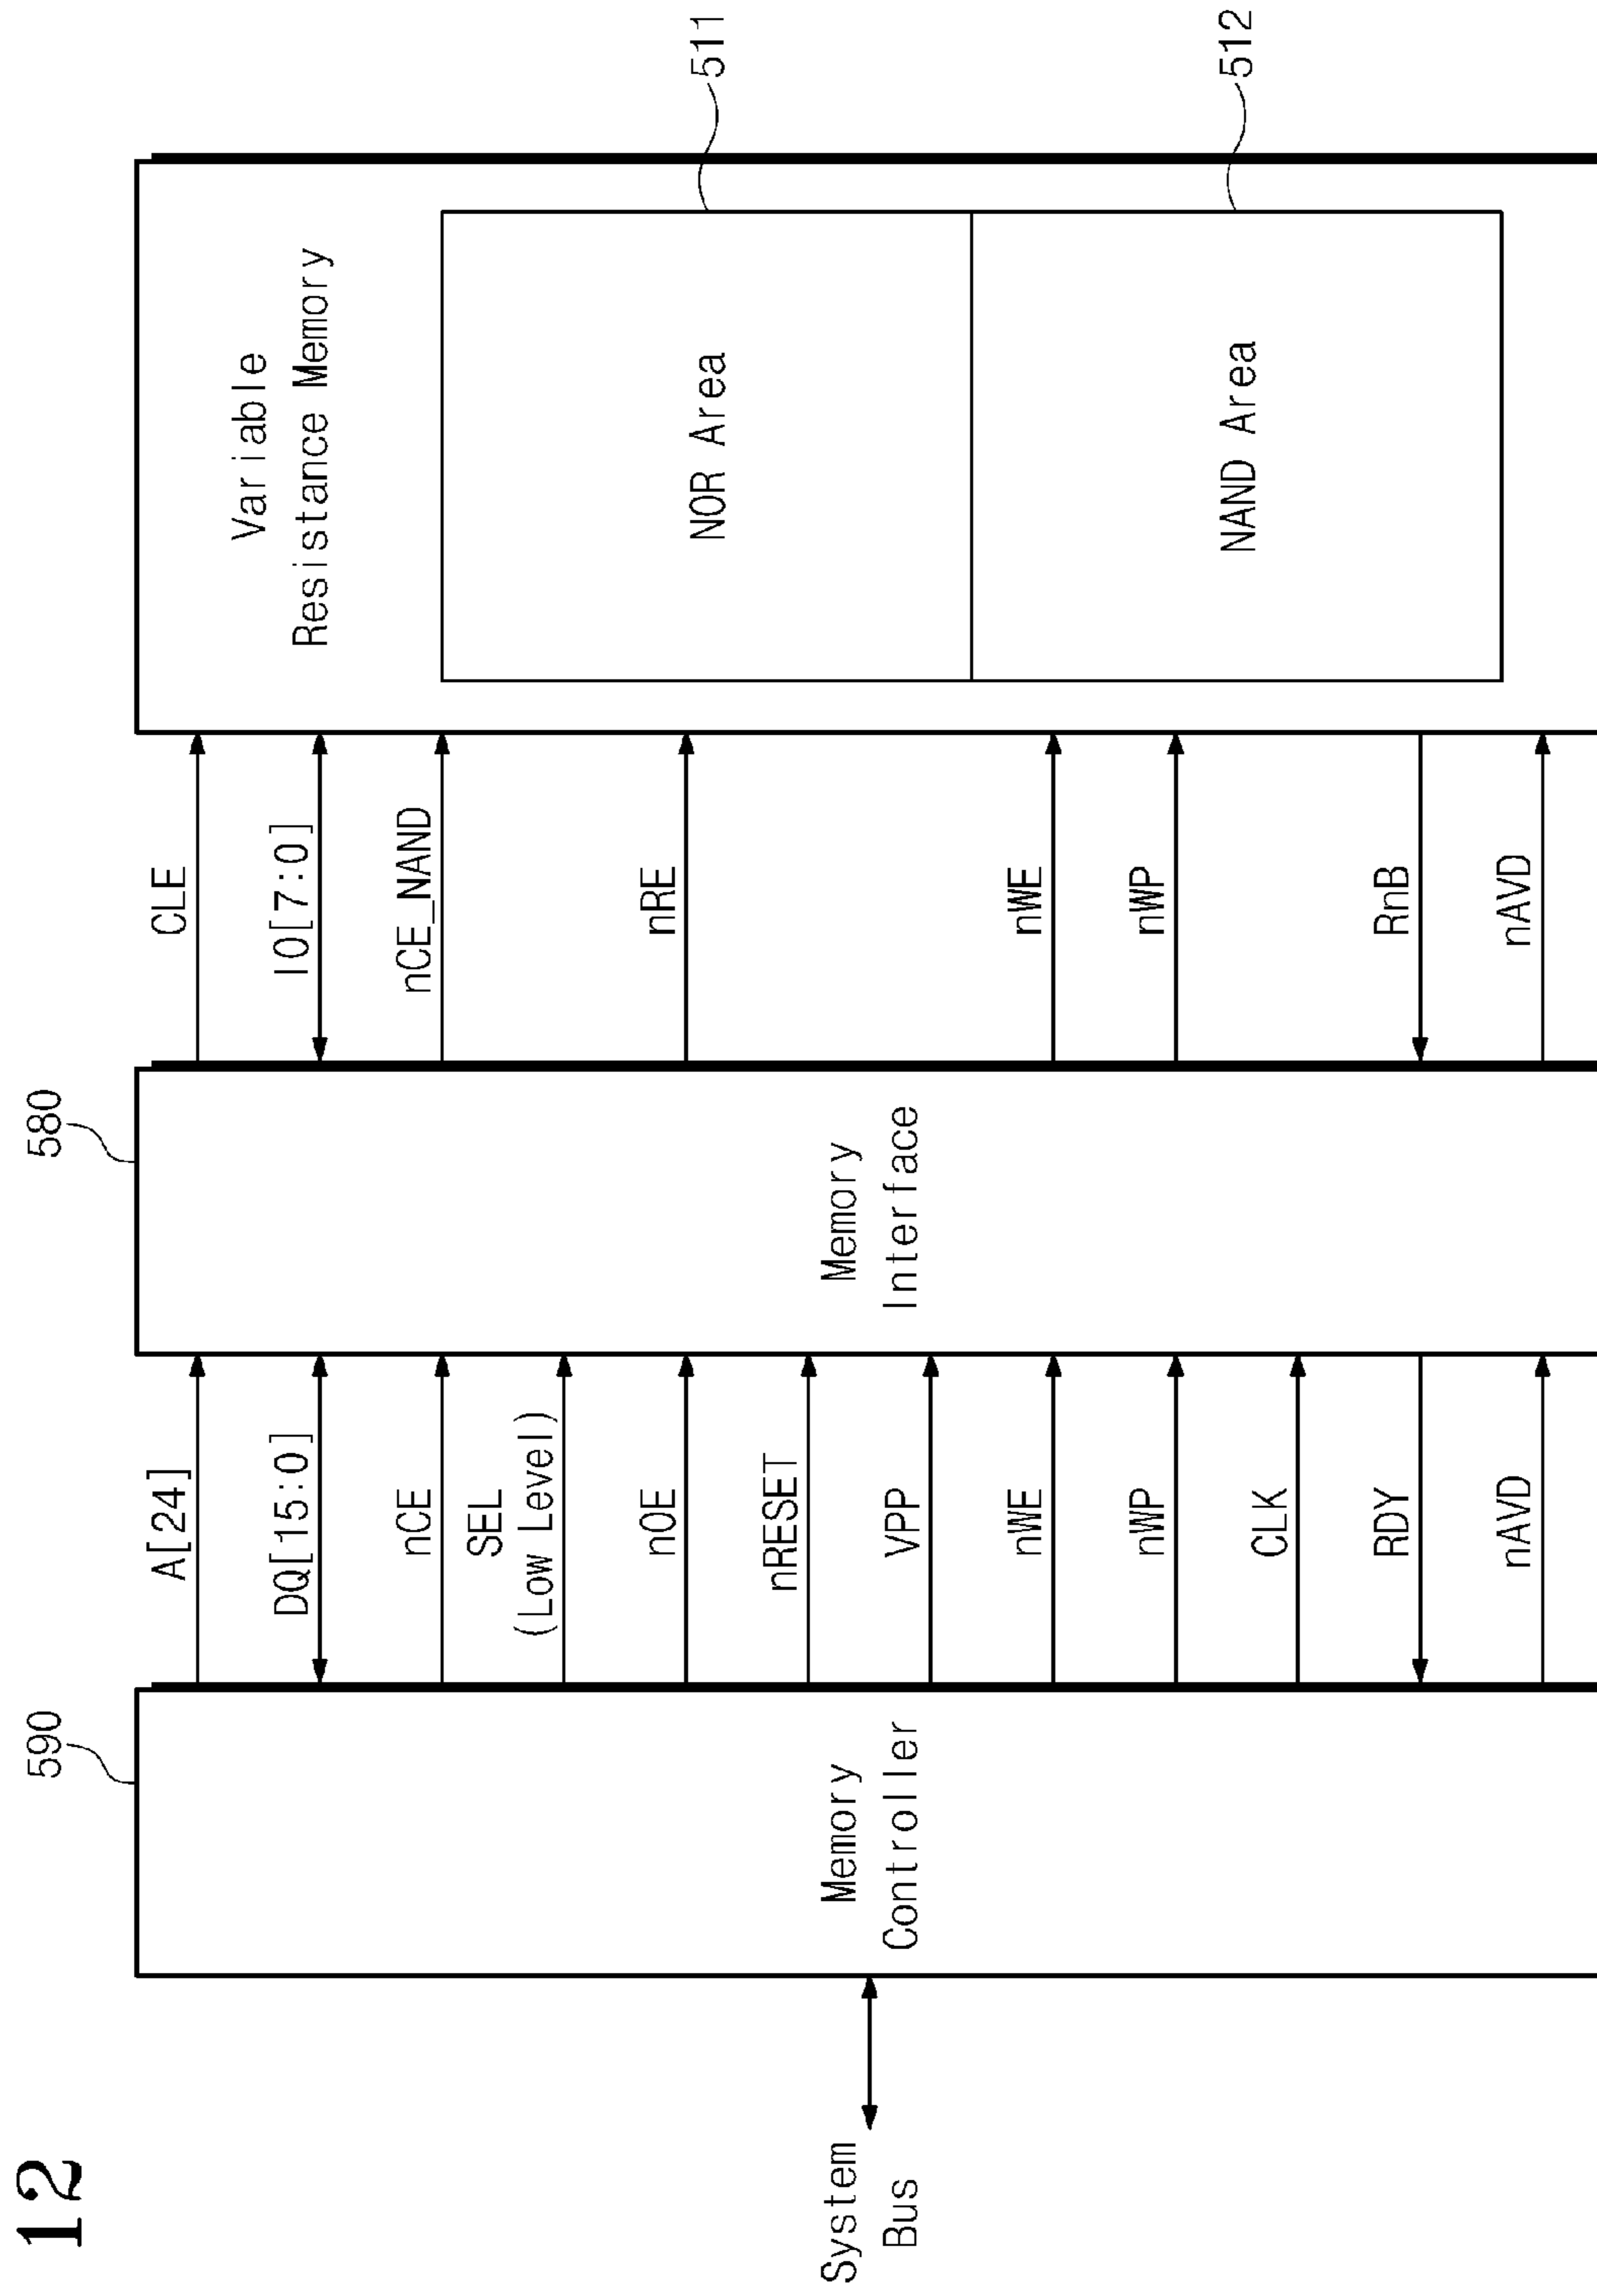 12
590
580
System
Bus
Memory
Controller
A[24]
DQ[15:0]
nCE
SEL
(Low Level)
nOE
nRESET
VPP
nWE
nWP
CLK
RDY
nAVD
Memory
Interface
CLE
IO[7:0]
nCE_NAND
nRE
nWE
nWP
RnB
nAVD
Variable
Resistance Memory
NOR Area
NAND Area
511
512